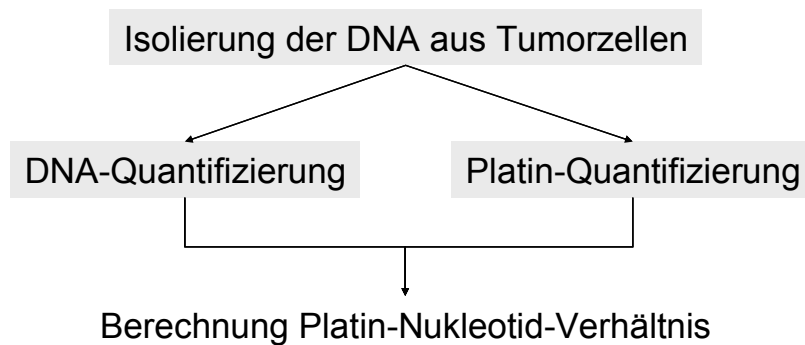 Isolierung der DNA aus Tumorzellen
DNA-Quantifizierung
Platin-Quantifizierung
Berechnung Platin-Nukleotid-Verhältnis